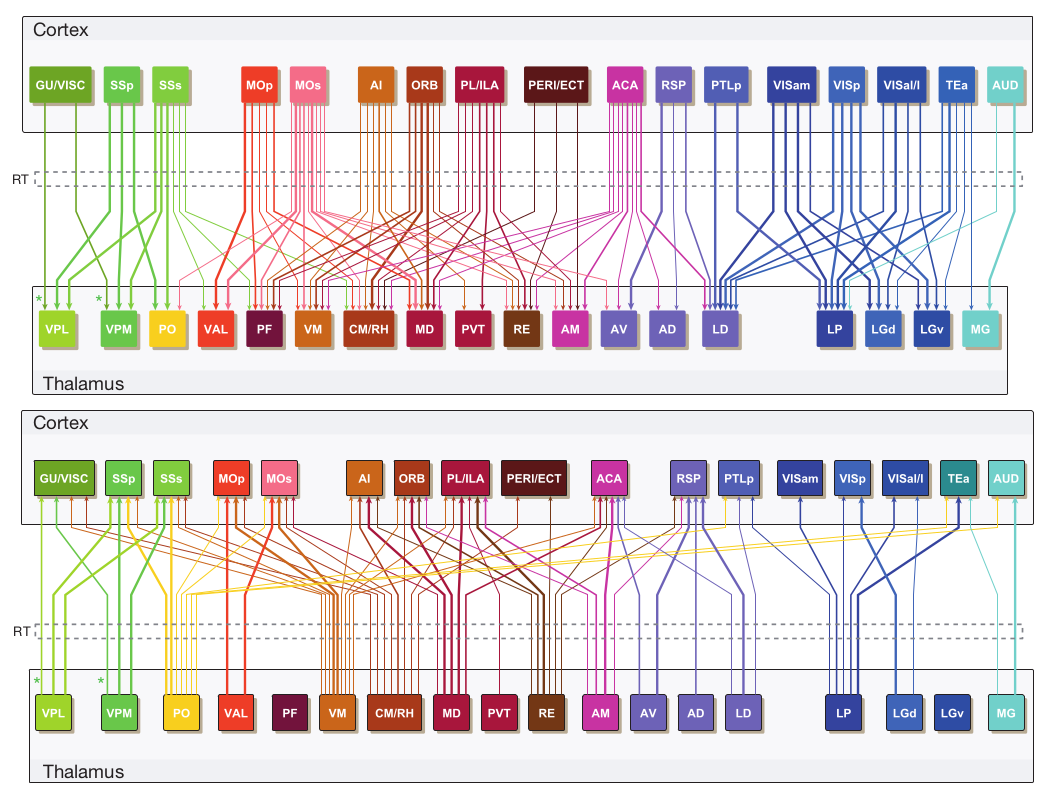 Cortex
GU/VISC SSp SSs MOp MOs AI ORB PL/ILA PERI/ECT ACA RSP PTLp VISam VISp VISal/l TEa AUD
RT
* *
VPL VPM PO VAL PF VM CM/RH MD PVT RE AM AV AD LD LP LGd LGv MG
Thalamus
Cortex
GU/VISC SSp SSs MOp MOs AI ORB PL/ILA PERI/ECT ACA RSP PTLp VISam VISp VISal/l TEa AUD
RT
* *
VPL VPM PO VAL PF VM CM/RH MD PVT RE AM AV AD LD LP LGd LGv MG
Thalamus